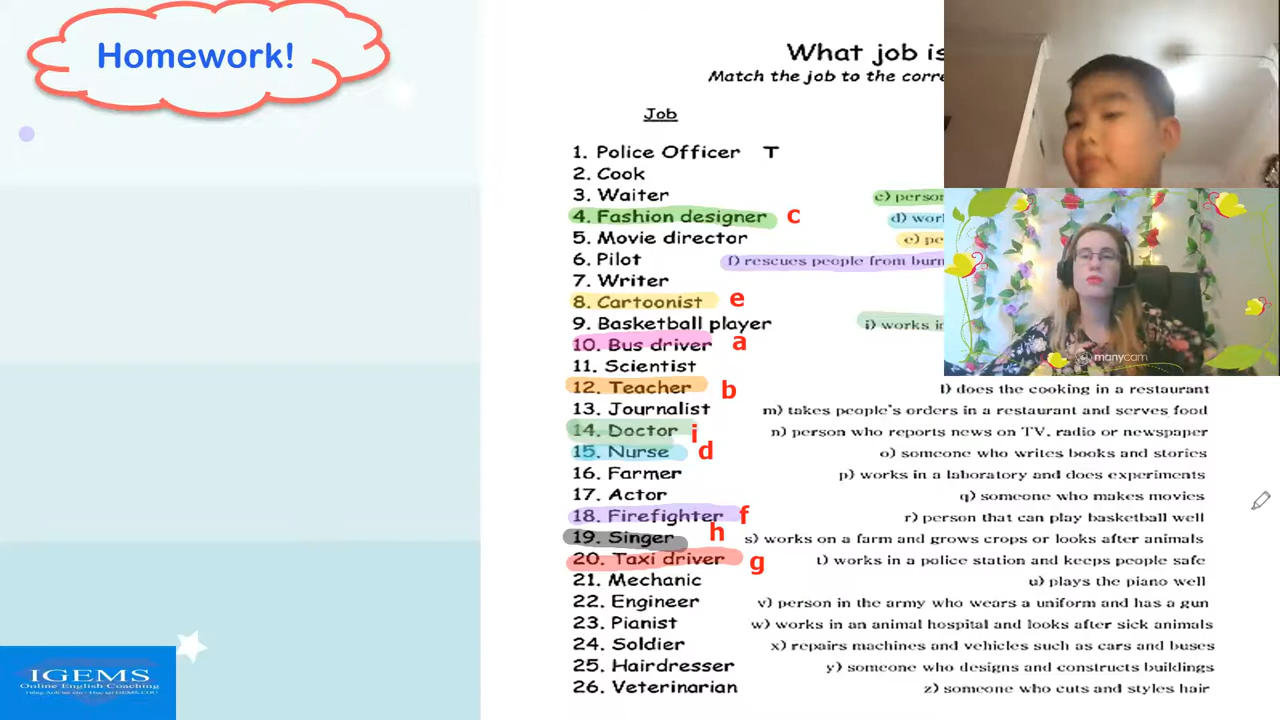 Homework!
What job is
Match the job to the corre
Job
1. Police Officer T
2. Cook
3. Waiter
c) person
4. Fashion designer c
d) worl
5. Movie director
e) pe
6. Pilot
f) rescues people from burn
7. Writer
8. Cartoonist e
9. Basketball player
i) works in
10. Bus driver a
11. Scientist
12. Teacher b
l) does the cooking in a restaurant
13. Journalist
m) takes people's orders in a restaurant and serves food
14. Doctor i
n) person who reports news on TV, radio or newspaper
15. Nurse d
o) someone who writes books and stories
16. Farmer
p) works in a laboratory and does experiments
17. Actor
q) someone who makes movies
18. Firefighter f
r) person that can play basketball well
19. Singer h
s) works on a farm and grows crops or looks after animals
20. Taxi driver g
t) works in a police station and keeps people safe
21. Mechanic
u) plays the piano well
22. Engineer
v) person in the army who wears a uniform and has a gun
23. Pianist
w) works in an animal hospital and looks after sick animals
24. Soldier
x) repairs machines and vehicles such as cars and buses
25. Hairdresser
y) someone who designs and constructs buildings
26. Veterinarian
z) someone who cuts and styles hair
manycam
IGEMS
Online English Coaching